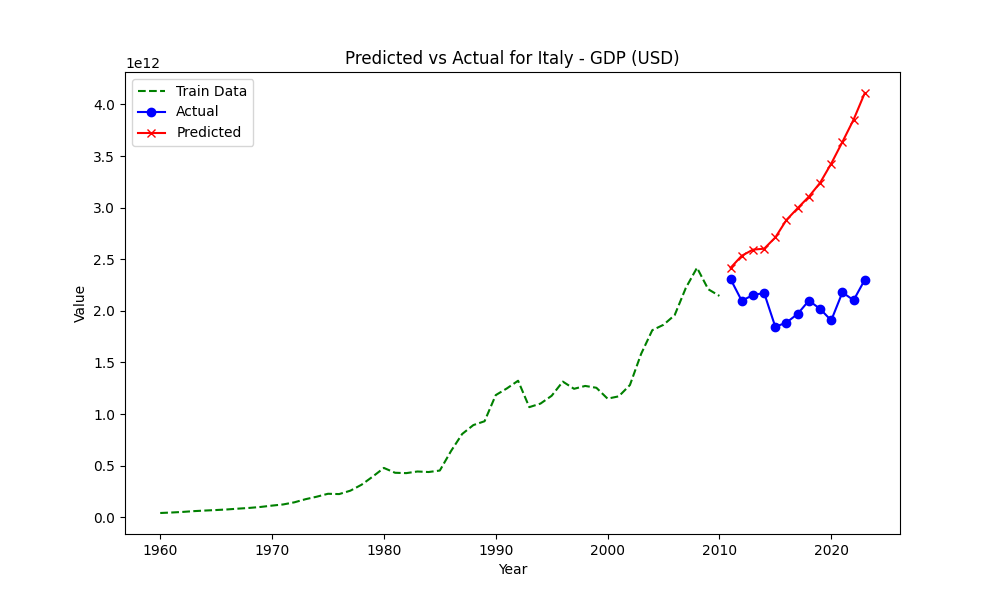 Predicted vs Actual for Italy - GDP (USD)
1e12
Train Data
Actual
Predicted
4.0
3.5
3.0
2.5
2.0
1.5
1.0
0.5
0.0
Value
1960 1970 1980 1990 2000 2010 2020
Year